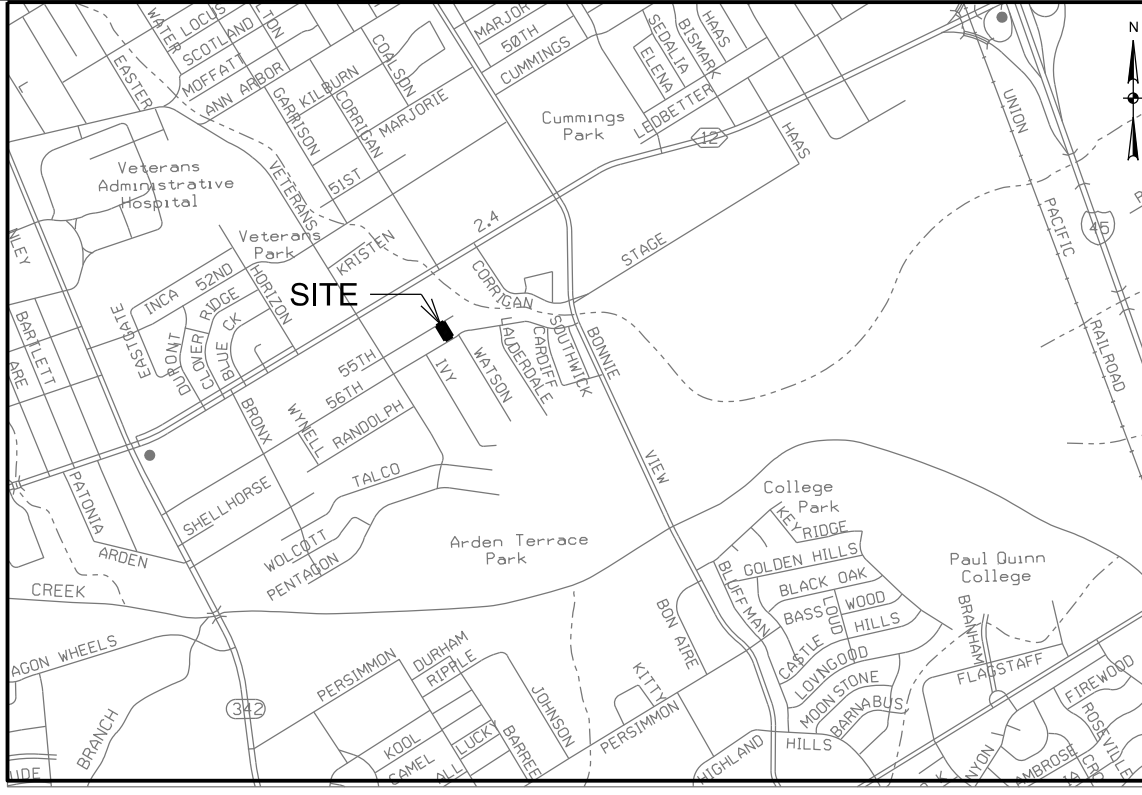 WATER
LOCUS
SCOTLAND
MOFFATT
ANN ARBOR
EASTER
KILBURN
GARRISON
CORRIGAN
COALSON
MARJORIE
51ST
VETERANS
KRISTEN
50TH
CUMMINGS
SEDALIA
ELENA
BISMARK
HAAS
LEDBETTER
Cummings
Park
12
HAAS
UNION
PACIFIC
RAILROAD
45
N
Veterans
Administrative
Hospital
Veterans
Park
2.4
CORRIGAN
STAGE
SITE
INCA
52ND
HORIZON
EASTGATE
DUPONT
CLOVER
RIDGE
BLUE CK
BARTLETT
55TH
56TH
IVY
WATSON
LAUDERDALE
CARDIFF
SOUTHWICK
BONNIE
VIEW
BRONX
WYNELL
RANDOLPH
TALCO
SHELLHORSE
WOLCOTT
PENTAGON
PATONIA
ARDEN
CREEK
Arden Terrace
Park
College
Park
KEY
RIDGE
GOLDEN HILLS
BLACK OAK
BLUFFMAN
BASS
LOUD
WOOD
HILLS
CASTLE
LOVINGOOD
MOONSTONE
BARNABUS
Paul Quinn
College
BRANHAM
FLAGSTAFF
FIREWOOD
ROSEVILLE
AMBROSE
BON AIRE
KITTY
PERSIMMON
HIGHLAND
HILLS
AGON WHEELS
BRANCH
342
PERSIMMON
DURHAM
RIPPLE
JOHNSON
KOOL
LUCKY